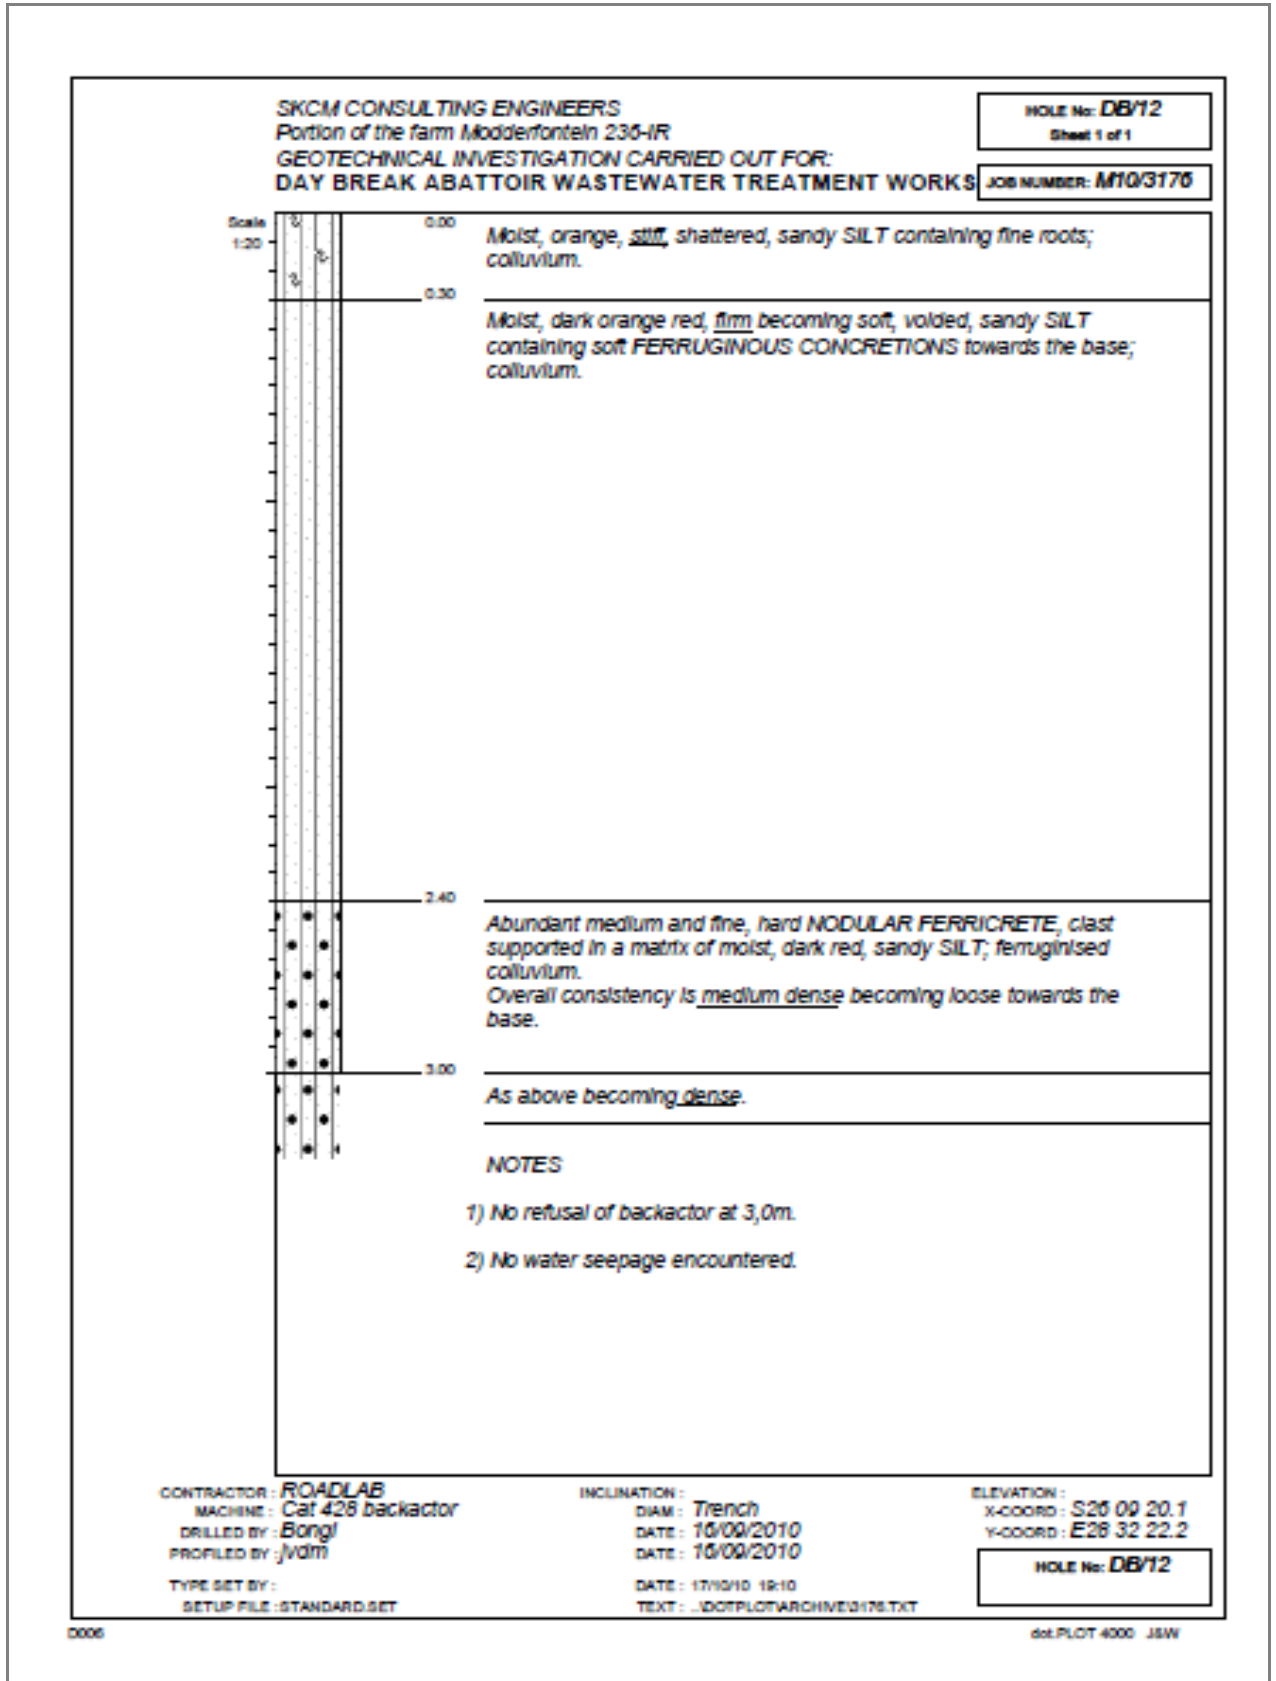 SKCM CONSULTING ENGINEERS
Portion of the farm Modderfontein 236-IR
GEOTECHNICAL INVESTIGATION CARRIED OUT FOR:
DAY BREAK ABATTOIR WASTEWATER TREATMENT WORKS
HOLE No: DB/12
Sheet 1 of 1
JOB NUMBER: M10/3176
Scale
1:20
0.00
Moist, orange, stiff, shattered, sandy SILT containing fine roots;
colluvium.
0.30
Moist, dark orange red, firm becoming soft, voided, sandy SILT
containing soft FERRUGINOUS CONCRETIONS towards the base;
colluvium.
2.40
Abundant medium and fine, hard NODULAR FERRICRETE, clast
supported in a matrix of moist, dark red, sandy SILT; ferruginised
colluvium.
Overall consistency is medium dense becoming loose towards the
base.
3.00
As above becoming dense.
NOTES
1) No refusal of backactor at 3,0m.
2) No water seepage encountered.
CONTRACTOR : ROADLAB
MACHINE : Cat 428 backactor
DRILLED BY : Bongi
PROFILED BY : jvdm
TYPE SET BY :
SETUP FILE : STANDARD.SET
INCLINATION :
DIAM : Trench
DATE : 16/09/2010
DATE : 16/09/2010
DATE : 17/10/10 19:10
TEXT : ..\DOTPLOT\ARCHIVE\3176.TXT
ELEVATION :
X-COORD : S26 09 20.1
Y-COORD : E28 32 22.2
HOLE No: DB/12
D006
dot.PLOT 4000 J&W